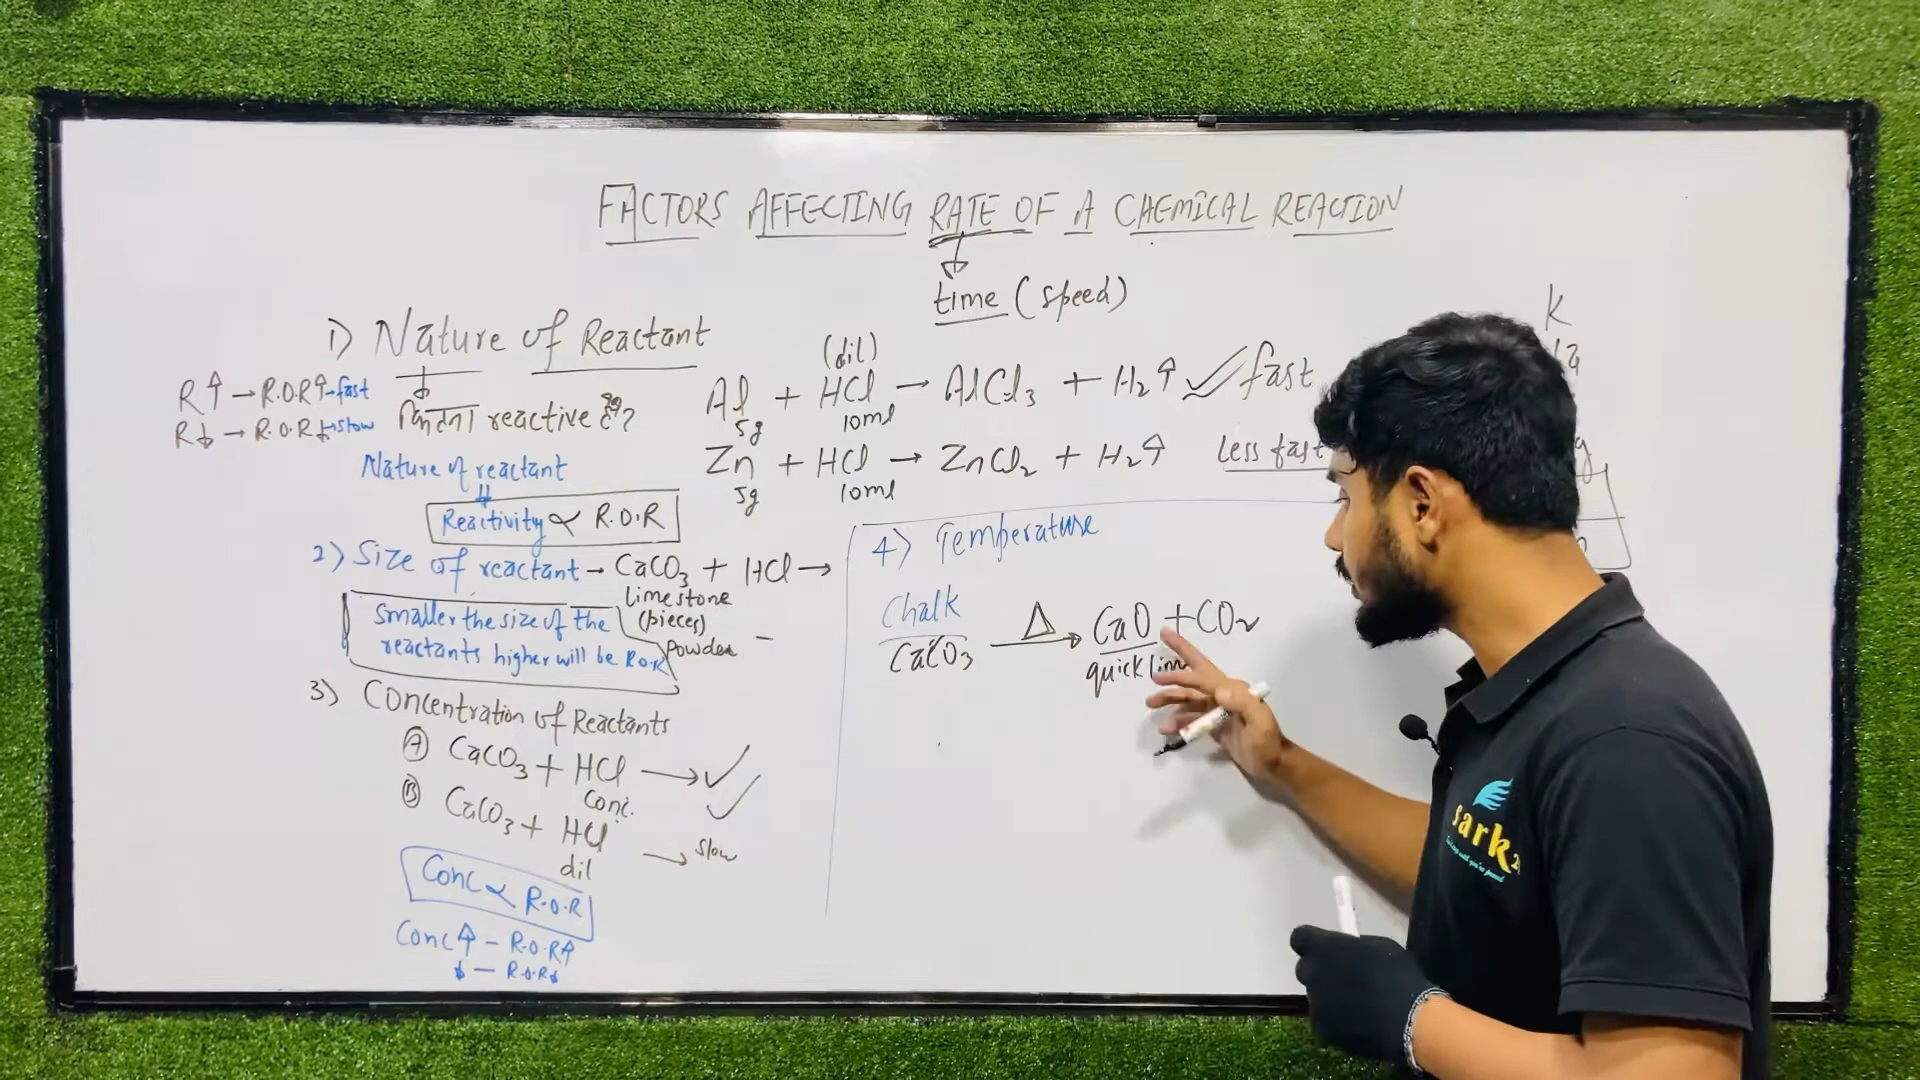 FACTORS AFFECTING RATE OF A CHEMICAL REACTION
time (speed)
1) Nature of Reactant
R↑ → R.O.R↑→fast
R↓ → R.O.R↓→slow
कितना reactive है?
Nature of reactant
Reactivity ∝ R.O.R
(dil)
Al + HCl → AlCl3 + H2↑ fast
5g 10ml
Zn + HCl → ZnCl2 + H2↑ Less fast
5g 10ml
2) Size of reactant → CaCO3 + HCl →
limestone
(pieces)
powder –
Smaller the size of the
reactants higher will be R.O.R
3) Concentration of Reactants
A CaCO3 + HCl → ✓
Conc.
B CaCO3 + HCl → slow
dil
Conc ∝ R.O.R
Conc↑ – R.O.R↑
↓ – R.O.R↓
4) Temperature
Chalk
CaCO3 Δ→ CaO + CO2
quick lim
K
Sark